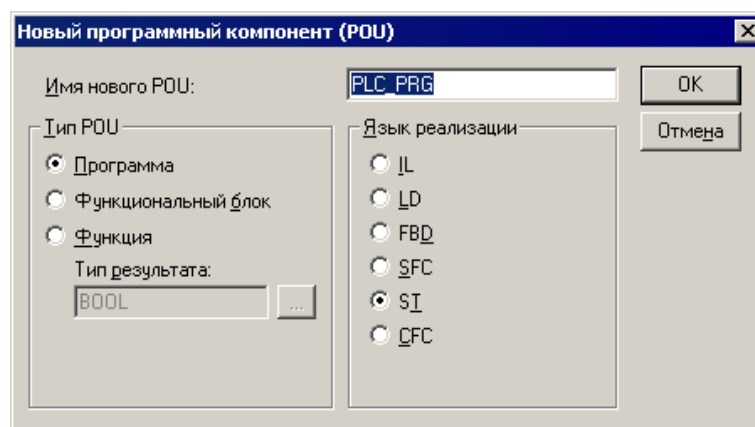 Новый программный компонент (POU)
Имя нового POU:
PLC_PRG
OK
Отмена
Тип POU
Программа
Функциональный блок
Функция
Тип результата:
BOOL
...
Язык реализации
IL
LD
FBD
SFC
ST
CFC